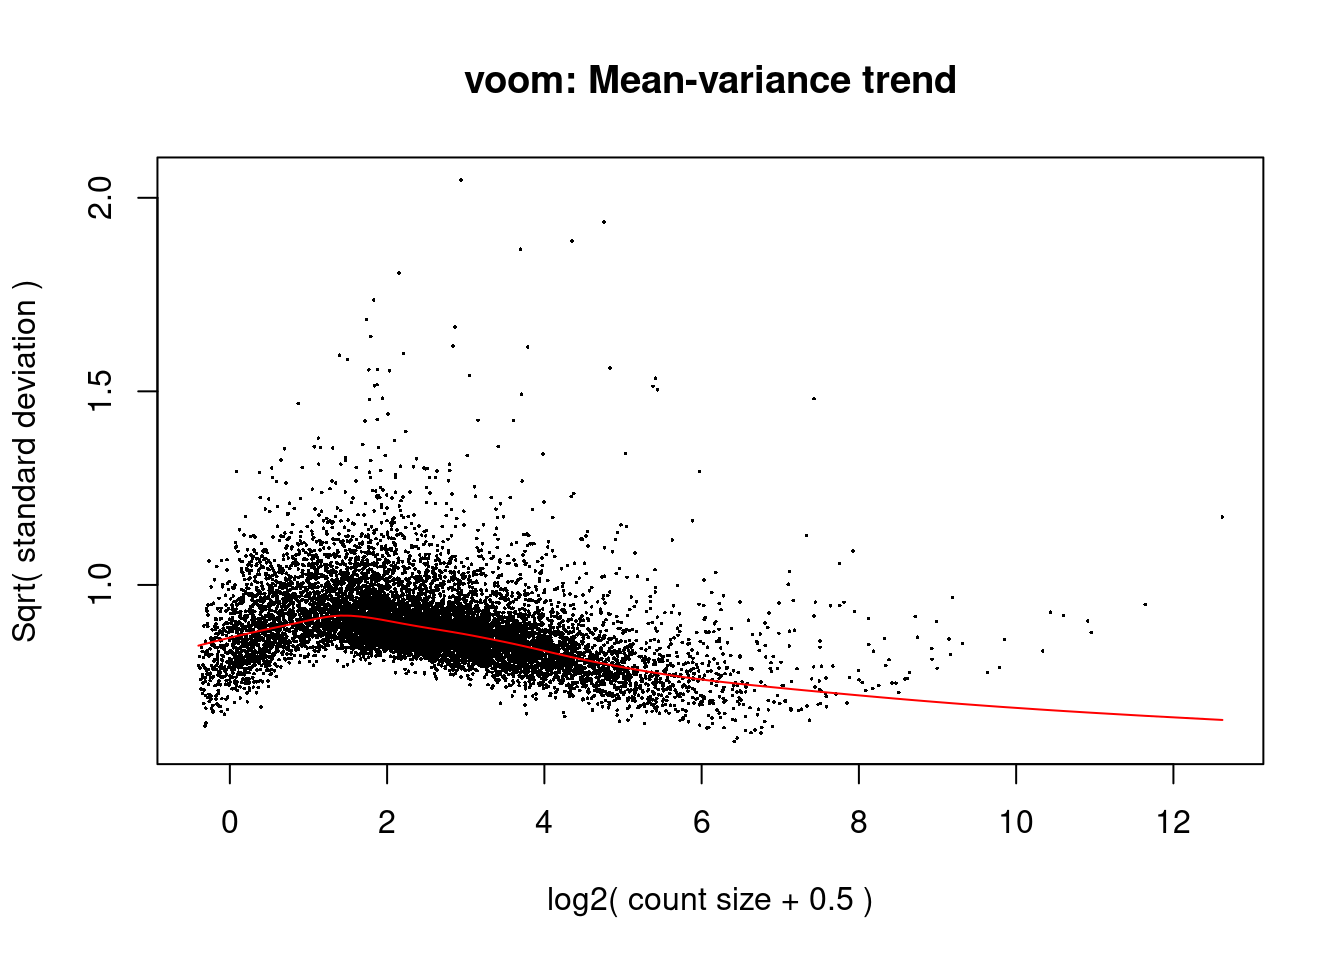 voom: Mean-variance trend
Sqrt( standard deviation )
2.0
1.5
1.0
0 2 4 6 8 10 12
log2( count size + 0.5 )